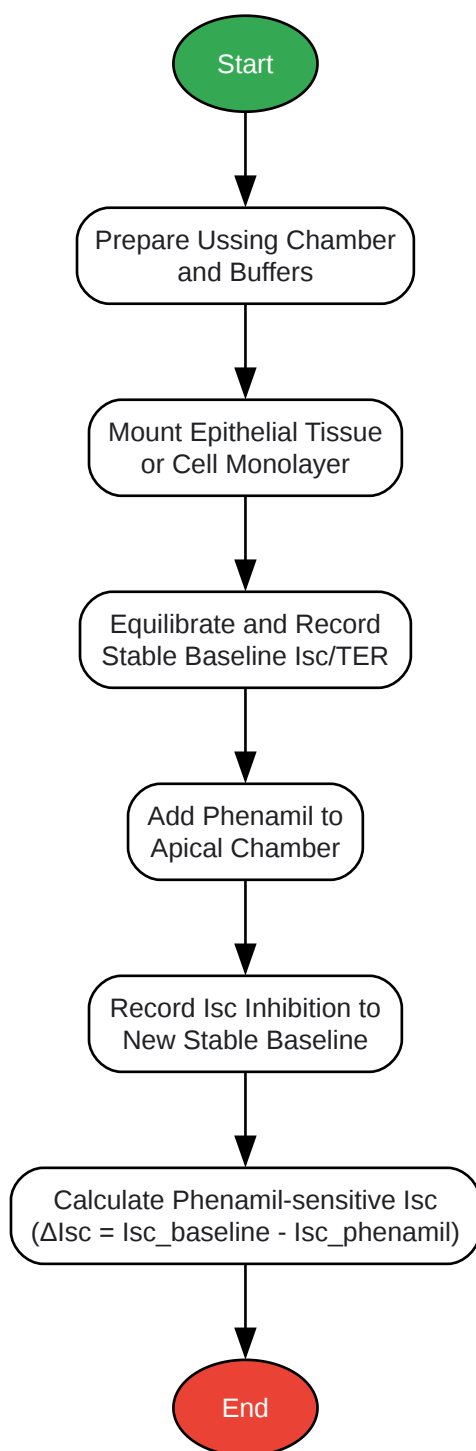 Start
Prepare Ussing Chamber
and Buffers
Mount Epithelial Tissue
or Cell Monolayer
Equilibrate and Record
Stable Baseline Isc/TER
Add Phenamil to
Apical Chamber
Record Isc Inhibition to
New Stable Baseline
Calculate Phenamil-sensitive Isc
(ΔIsc = Isc_baseline - Isc_phenamil)
End